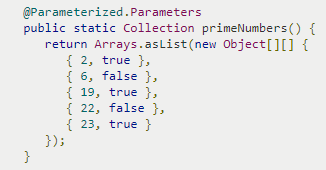 @Parameterized.Parameters
public static Collection primeNumbers() {
return Arrays.asList(new Object[][] {
{ 2, true },
{ 6, false },
{ 19, true },
{ 22, false },
{ 23, true }
});
}